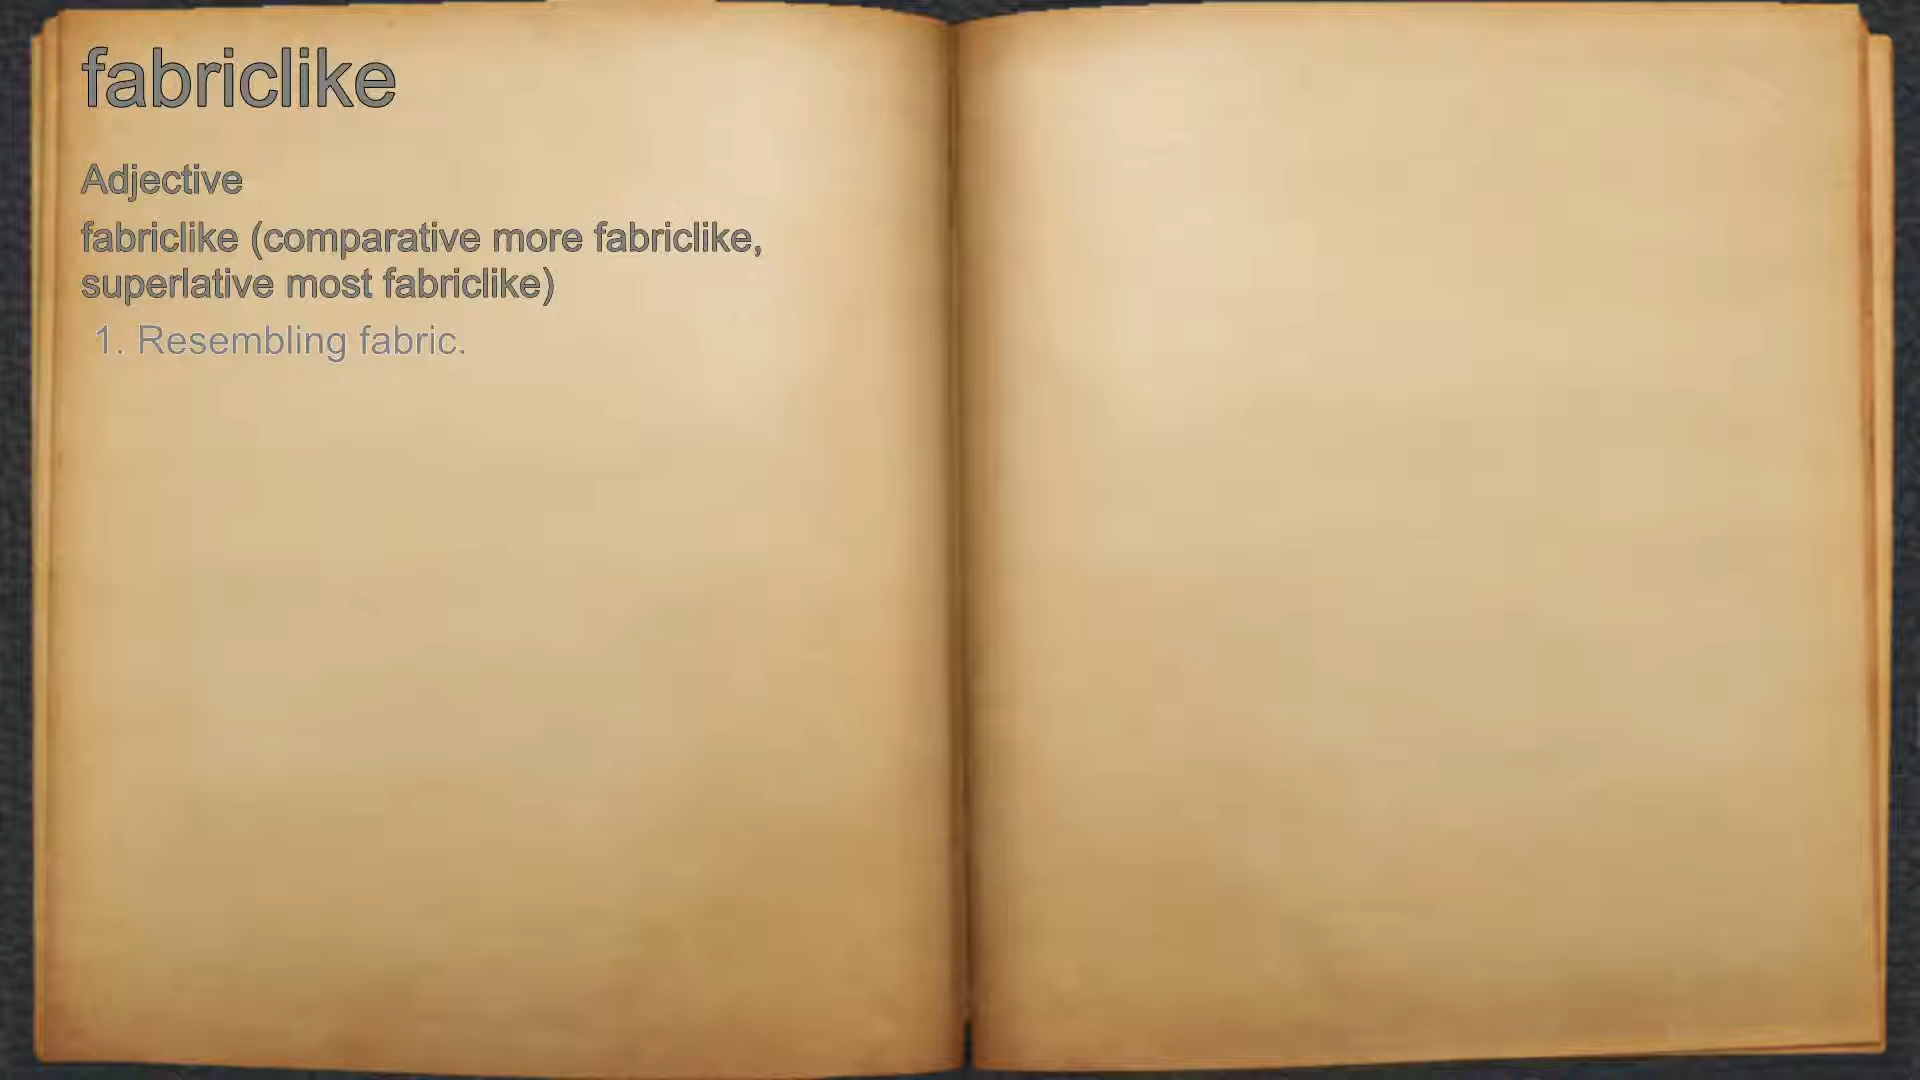 fabriclike
Adjective
fabriclike (comparative more fabriclike,
superlative most fabriclike)
1. Resembling fabric.